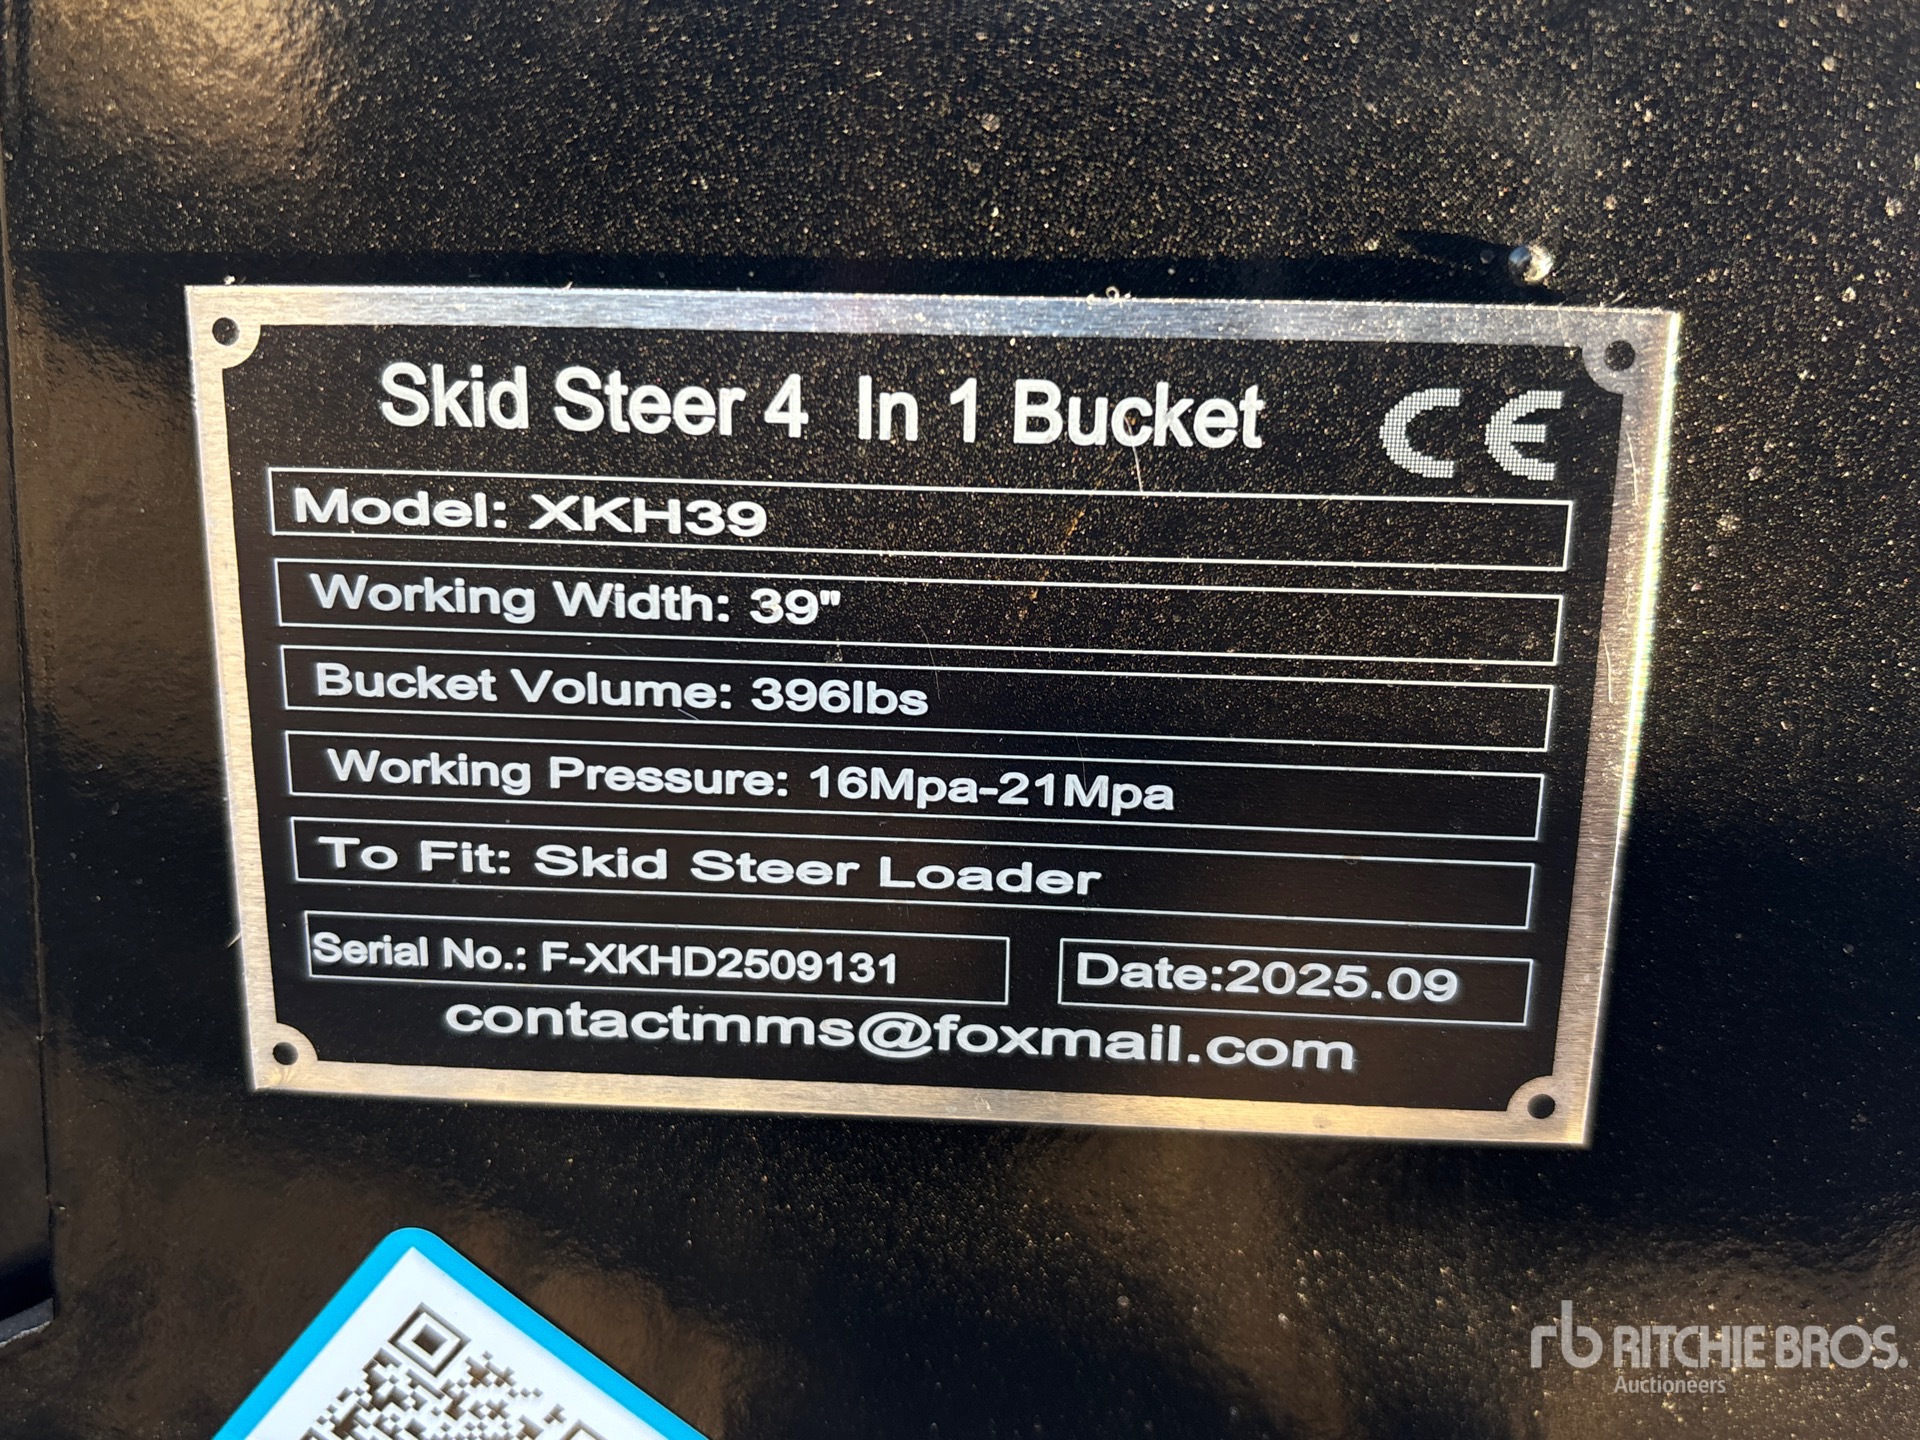 Skid Steer 4 In 1 Bucket CE
Model: XKH39
Working Width: 39"
Bucket Volume: 396lbs
Working Pressure: 16Mpa-21Mpa
To Fit: Skid Steer Loader
Serial No.: F-XKHD2509131 Date:2025.09
contactmms@foxmail.com
rb RITCHIE BROS.
Auctioneers